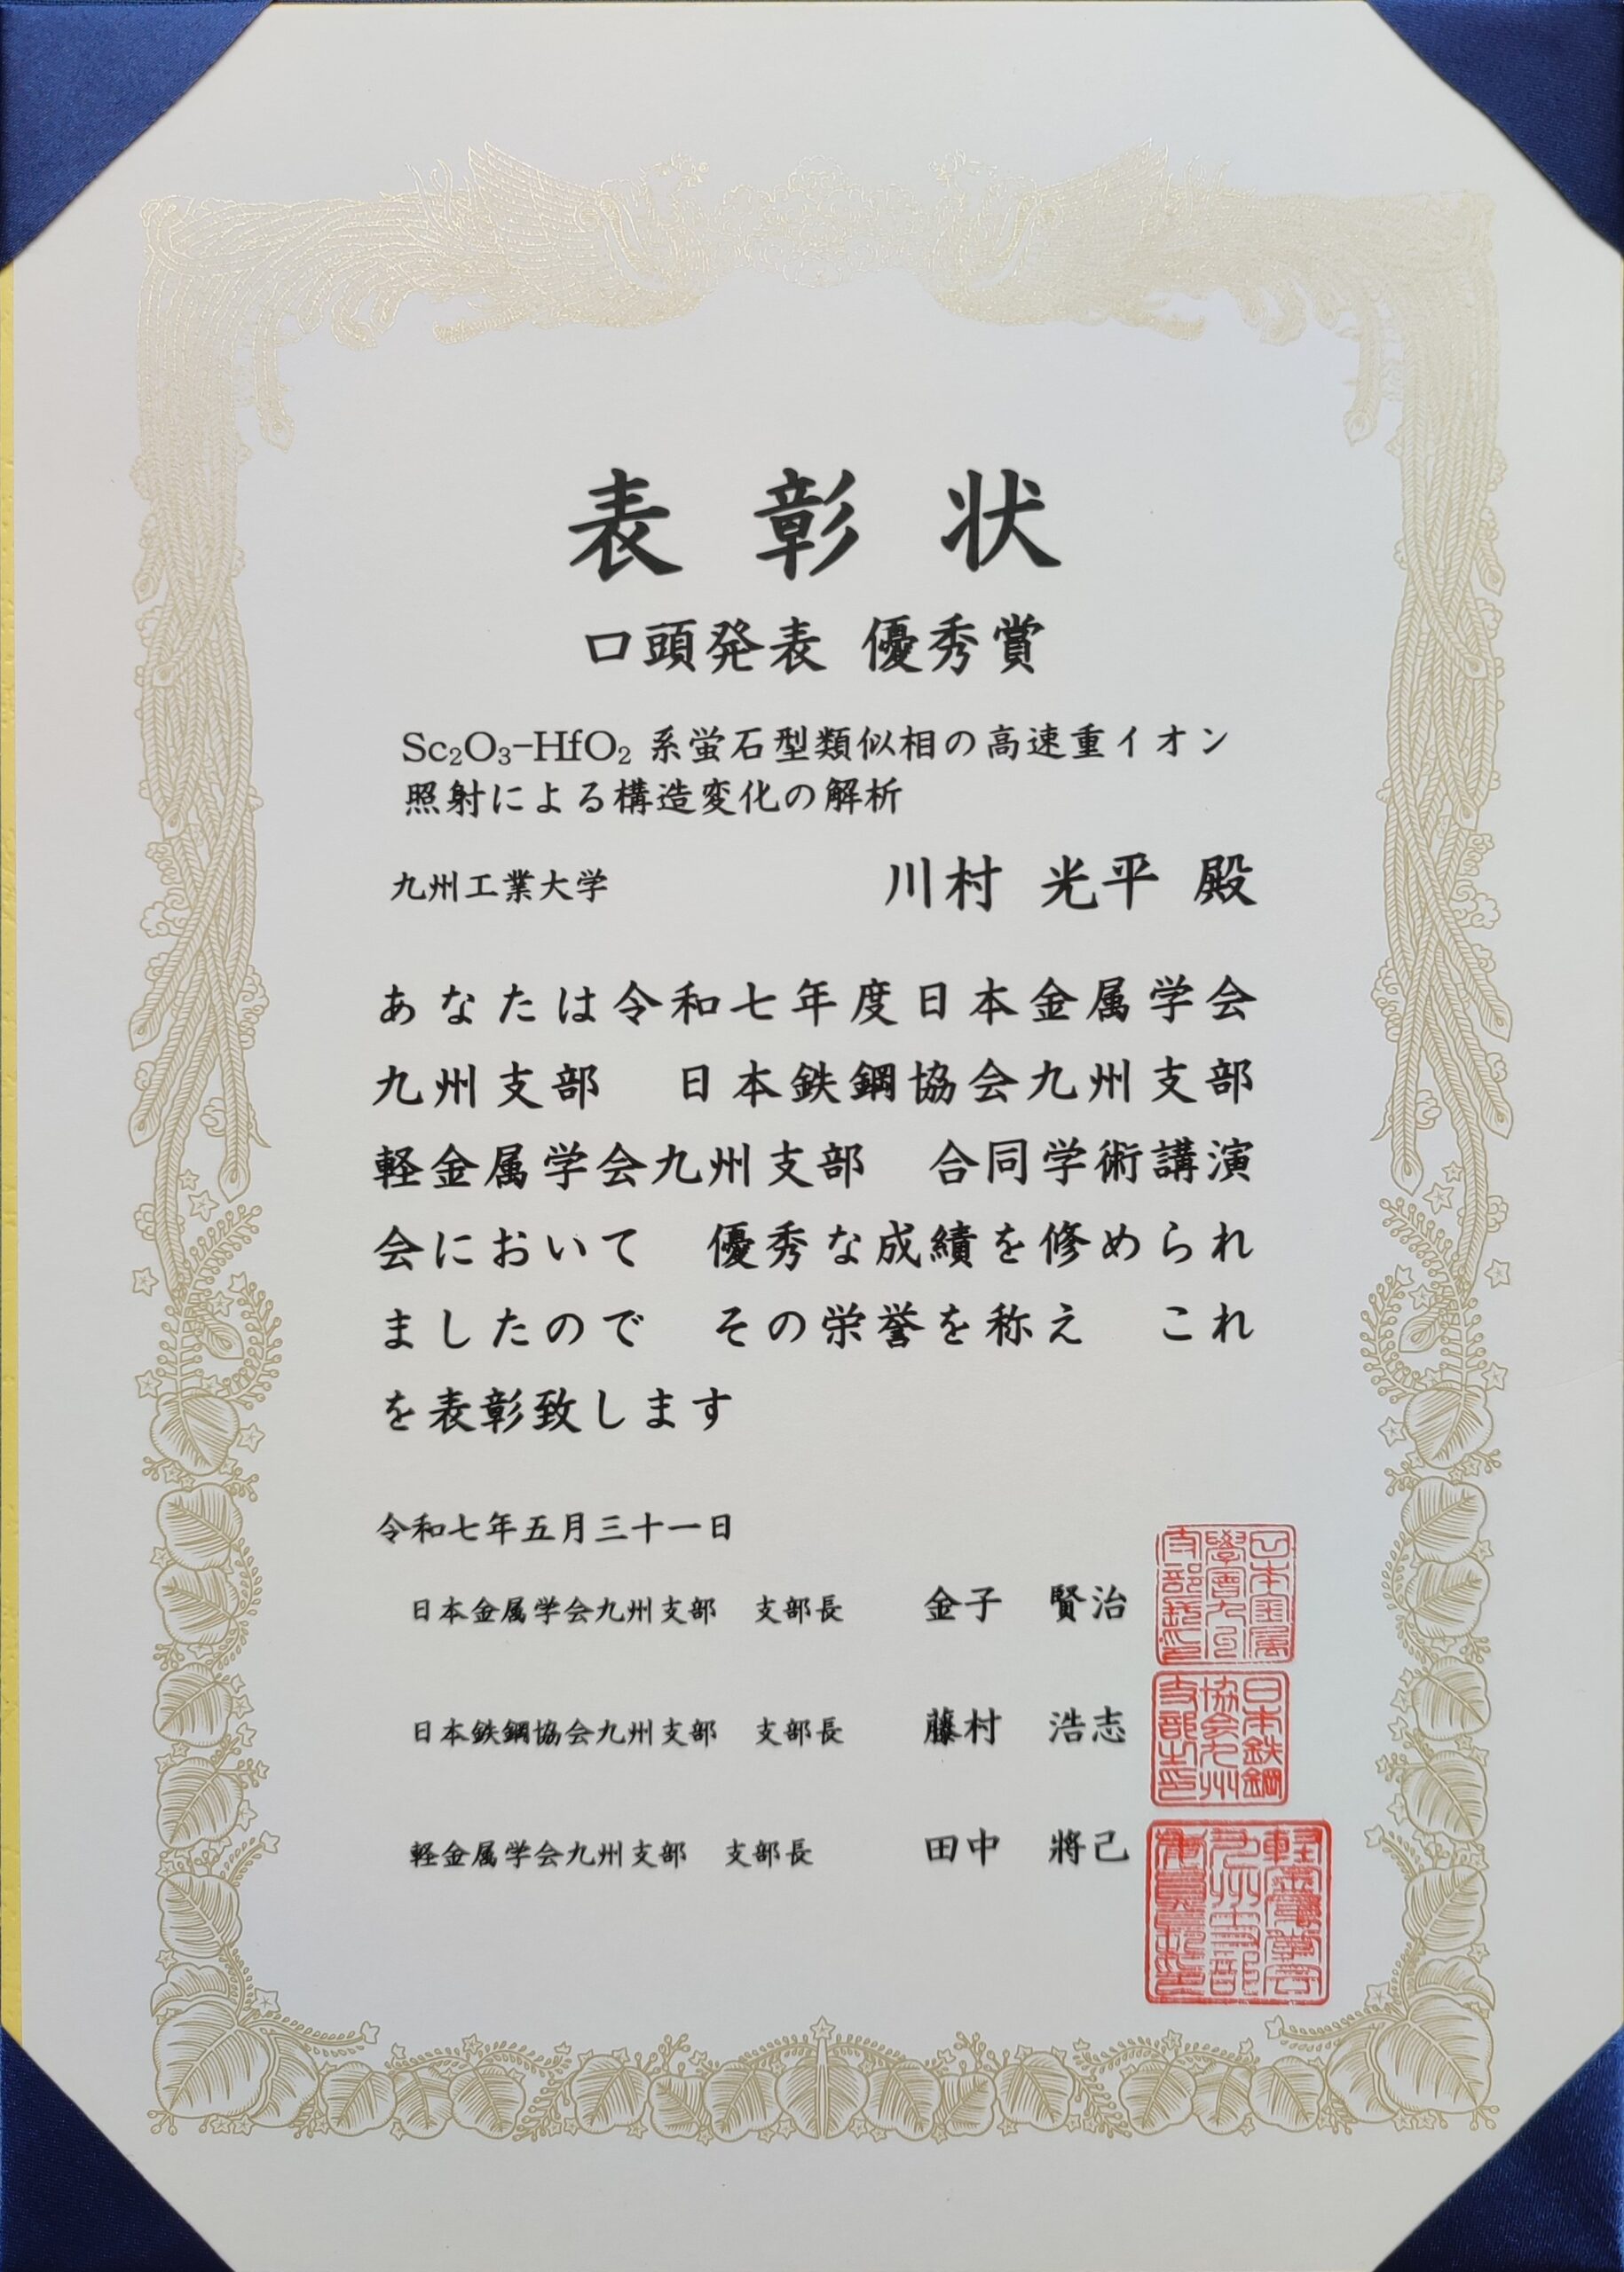 表彰状
口頭発表 優秀賞
Sc₂O₃-HfO₂ 系蛍石型類似相の高速重イオン
照射による構造変化の解析
九州工業大学 川村 光平 殿
あなたは令和七年度日本金属学会
九州支部 日本鉄鋼協会九州支部
軽金属学会九州支部 合同学術講演
会において 優秀な成績を修められ
ましたので その栄誉を称え これ
を表彰致します
令和七年五月三十一日
日本金属学会九州支部 支部長 金子 賢治
日本鉄鋼協会九州支部 支部長 藤村 浩志
軽金属学会九州支部 支部長 田中 將己